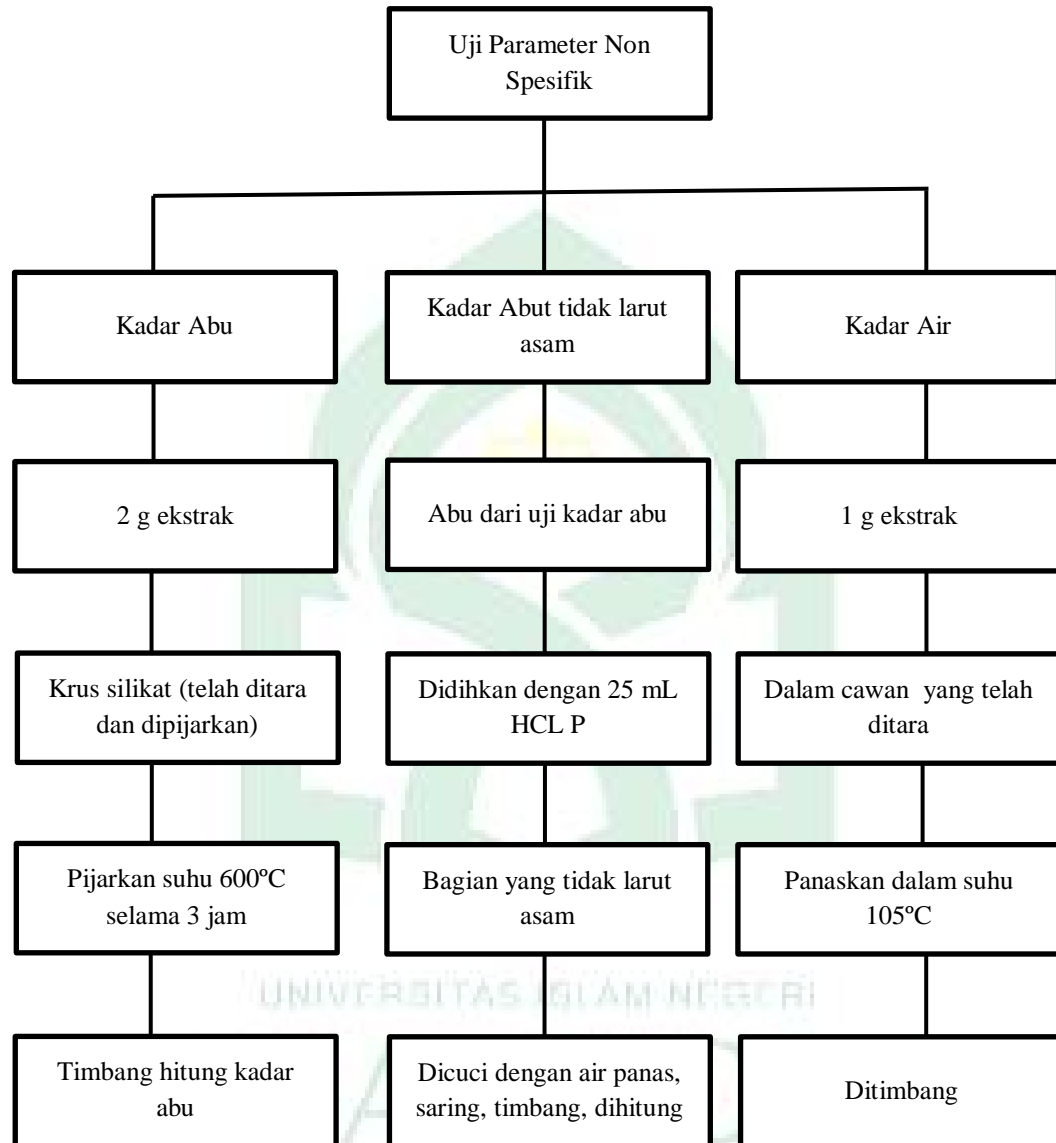 Uji Parameter Non
Spesifik
Kadar Abu
Kadar Abut tidak larut
asam
Kadar Air
2 g ekstrak
Abu dari uji kadar abu
1 g ekstrak
Krus silikat (telah ditara
dan dipijarkan)
Didihkan dengan 25 mL
HCL P
Dalam cawan yang telah
ditara
Pijarkan suhu 600ºC
selama 3 jam
Bagian yang tidak larut
asam
Panaskan dalam suhu
105ºC
UNIVERSITAS ISLAM NEGERI
Timbang hitung kadar
abu
Dicuci dengan air panas,
saring, timbang, dihitung
Ditimbang